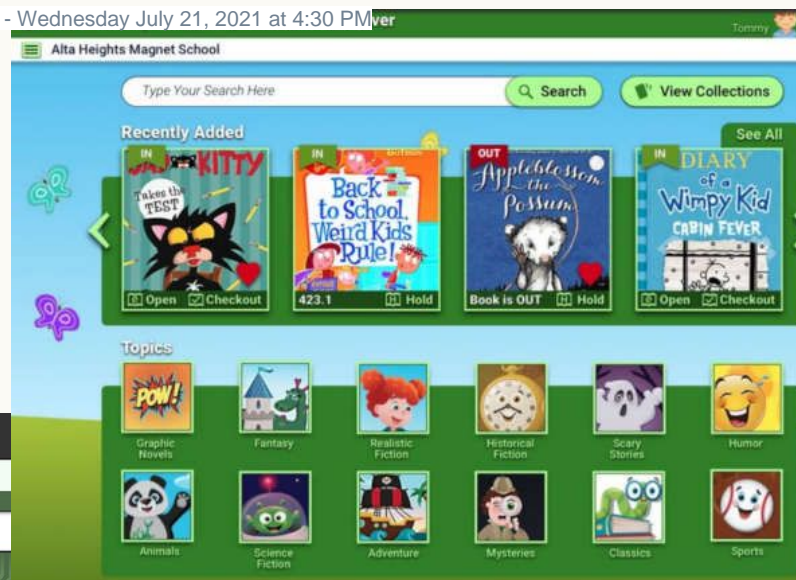 - Wednesday July 21, 2021 at 4:30 PM
ver
Tommy
Alta Heights Magnet School
Type Your Search Here
Search
View Collections
Recently Added
See All
IN
KITTY
Takes the
TEST
Open
Checkout
IN
Back
to School,
Weird Kids
Rule!
423.1
Hold
OUT
Appleblossom
the
Possum
Book is OUT
Hold
IN
DIARY
of a
Wimpy Kid
CABIN FEVER
Open
Checkout
Topics
POW!
Graphic
Novels
Fantasy
Realistic
Fiction
Historical
Fiction
Scary
Stories
Humor
Animals
Science
Fiction
Adventure
Mysteries
Classics
Sports